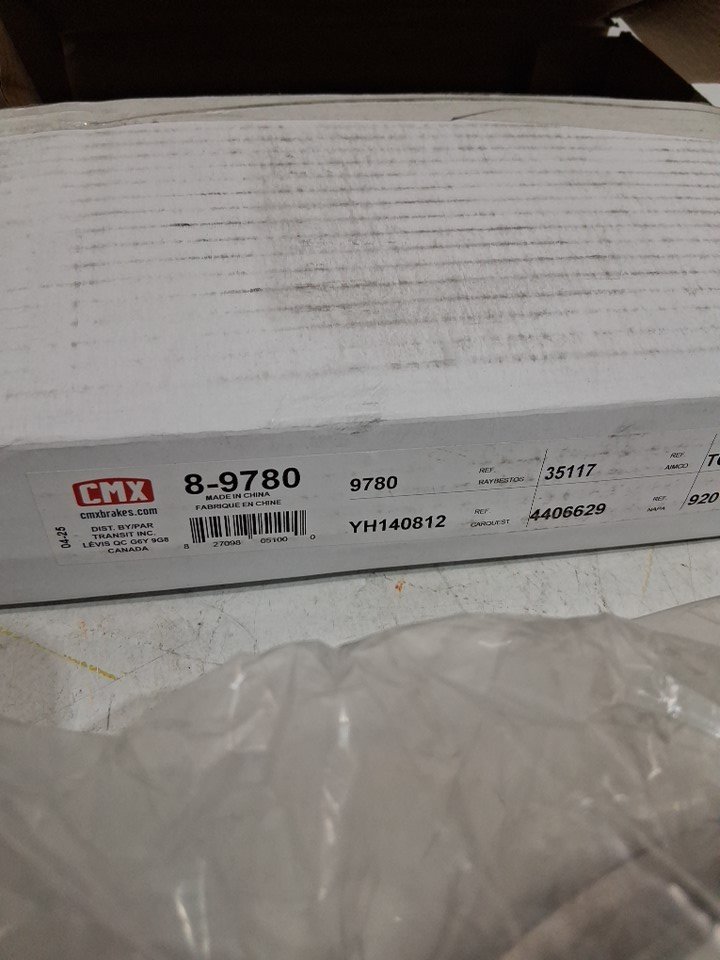 CMX
cmxbrakes.com
04-25
DIST. BY/PAR
TRANSIT INC.
LÉVIS QC G6Y 9G8
CANADA
8-9780
MADE IN CHINA
FABRIQUE EN CHINE
8 27098 05100 0
9780 REF. RAYBESTOS
35117 REF. AIMCO
YH140812 REF CARQUEST
4406629 REF. NAPA
920